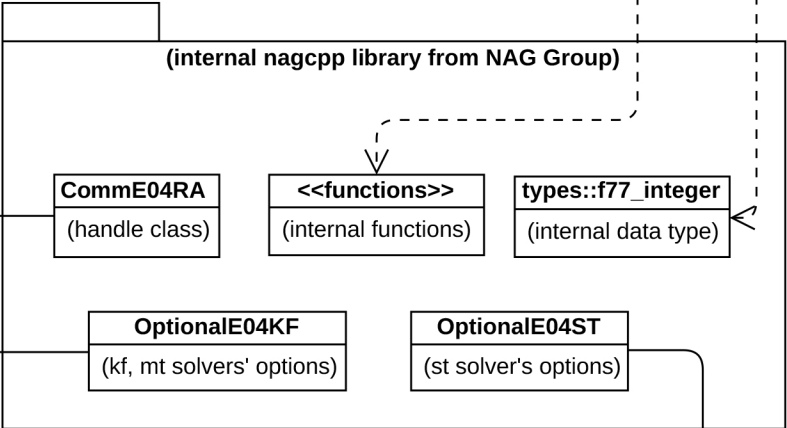 (internal nagcpp library from NAG Group)
CommE04RA
(handle class)
<<functions>>
(internal functions)
types::f77_integer
(internal data type)
OptionalE04KF
(kf, mt solvers' options)
OptionalE04ST
(st solver's options)